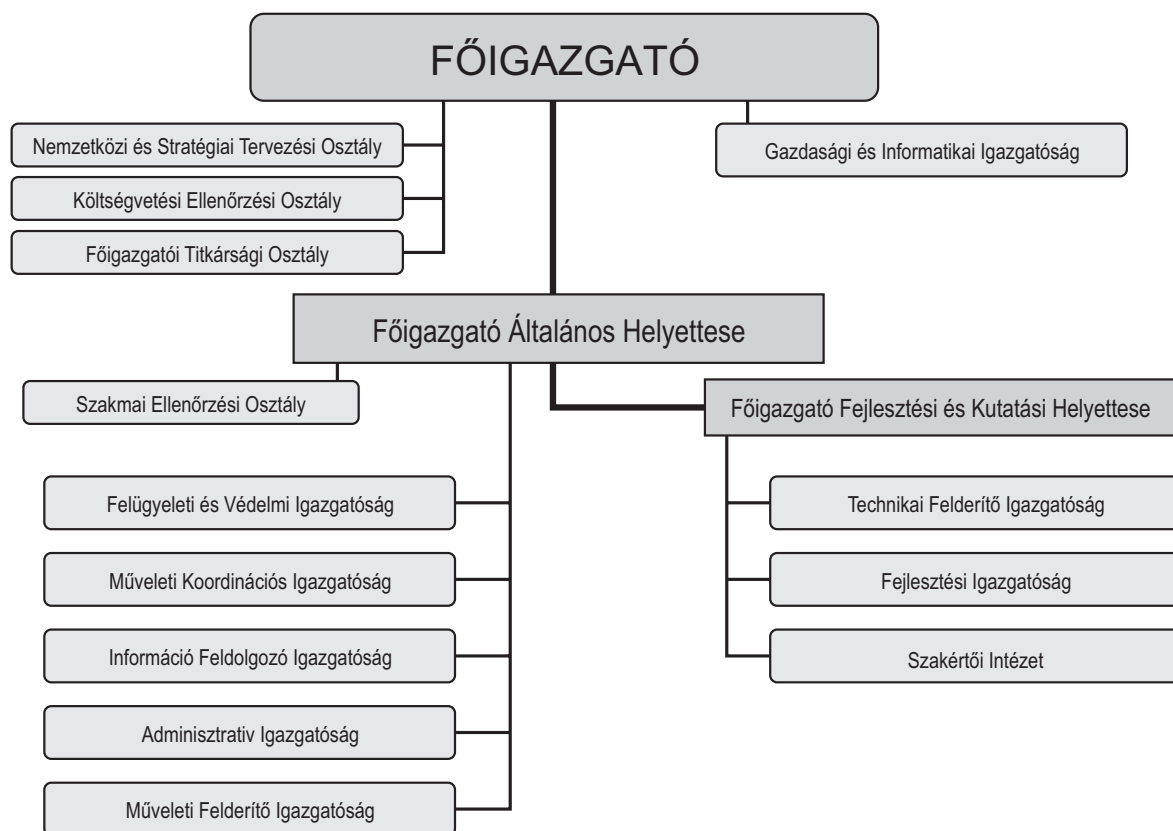 FŐIGAZGATÓ
Nemzetközi és Stratégiai Tervezési Osztály
Gazdasági és Informatikai Igazgatóság
Költségvetési Ellenőrzési Osztály
Főigazgatói Titkársági Osztály
Főigazgató Általános Helyettese
Szakmai Ellenőrzési Osztály
Főigazgató Fejlesztési és Kutatási Helyettese
Felügyeleti és Védelmi Igazgatóság
Technikai Felderítő Igazgatóság
Műveleti Koordinációs Igazgatóság
Fejlesztési Igazgatóság
Információ Feldolgozó Igazgatóság
Szakértői Intézet
Adminisztrativ Igazgatóság
Műveleti Felderítő Igazgatóság